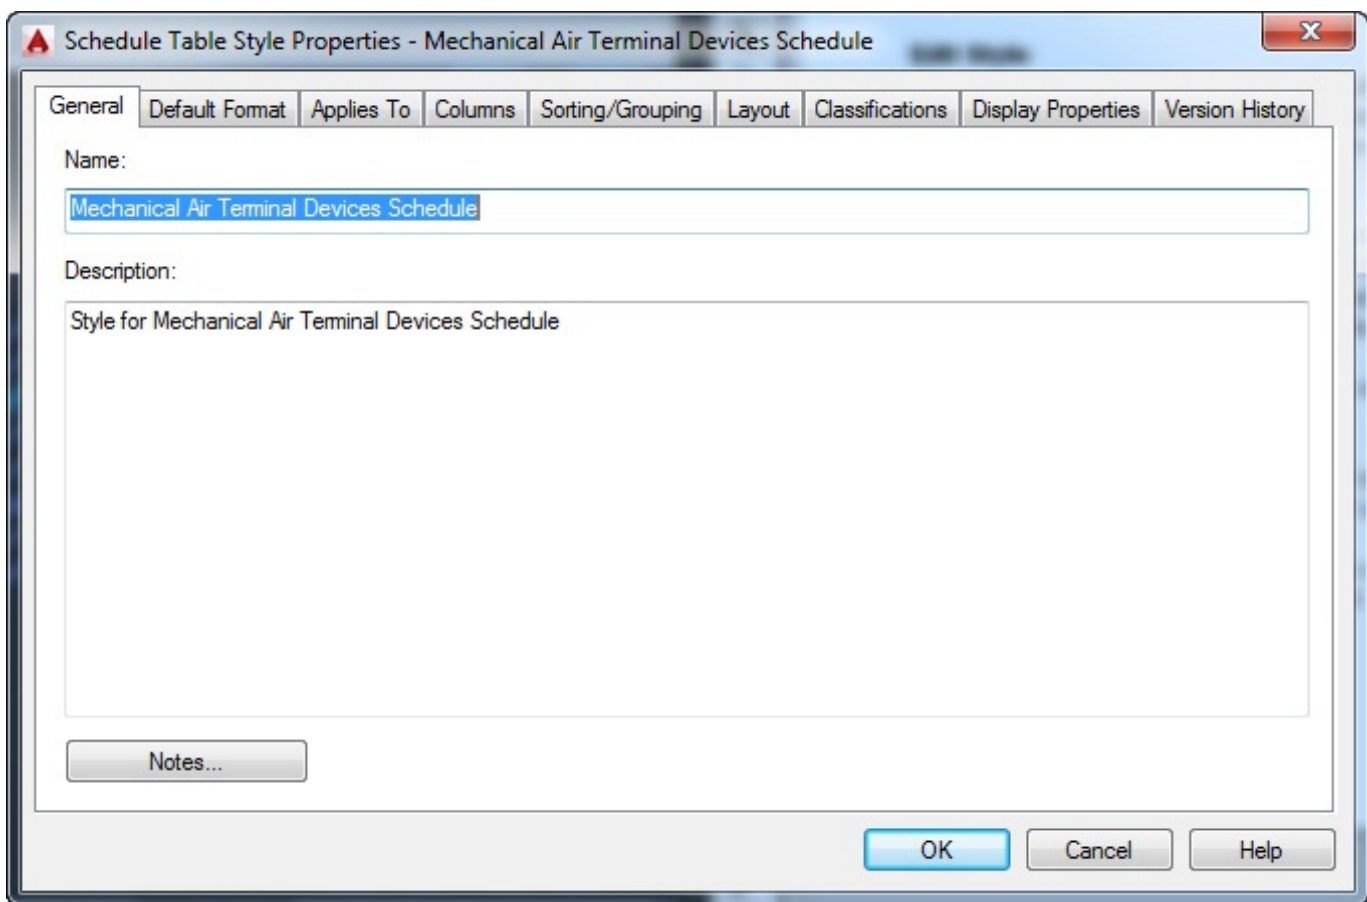 Schedule Table Style Properties - Mechanical Air Terminal Devices Schedule
General Default Format Applies To Columns Sorting/Grouping Layout Classifications Display Properties Version History
Name:
Mechanical Air Terminal Devices Schedule
Description:
Style for Mechanical Air Terminal Devices Schedule
Notes...
OK Cancel Help